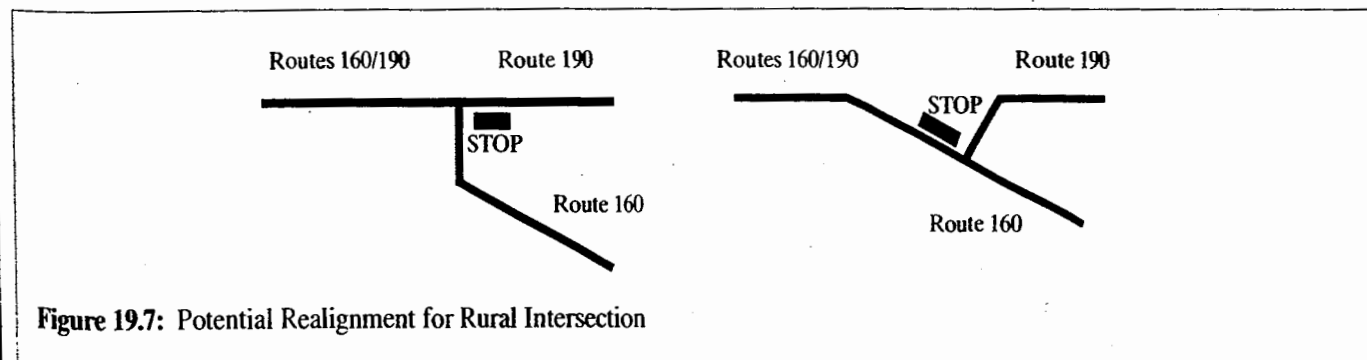 Routes 160/190 Route 190
STOP
Route 160
Routes 160/190 Route 190
STOP
Route 160
Figure 19.7: Potential Realignment for Rural Intersection